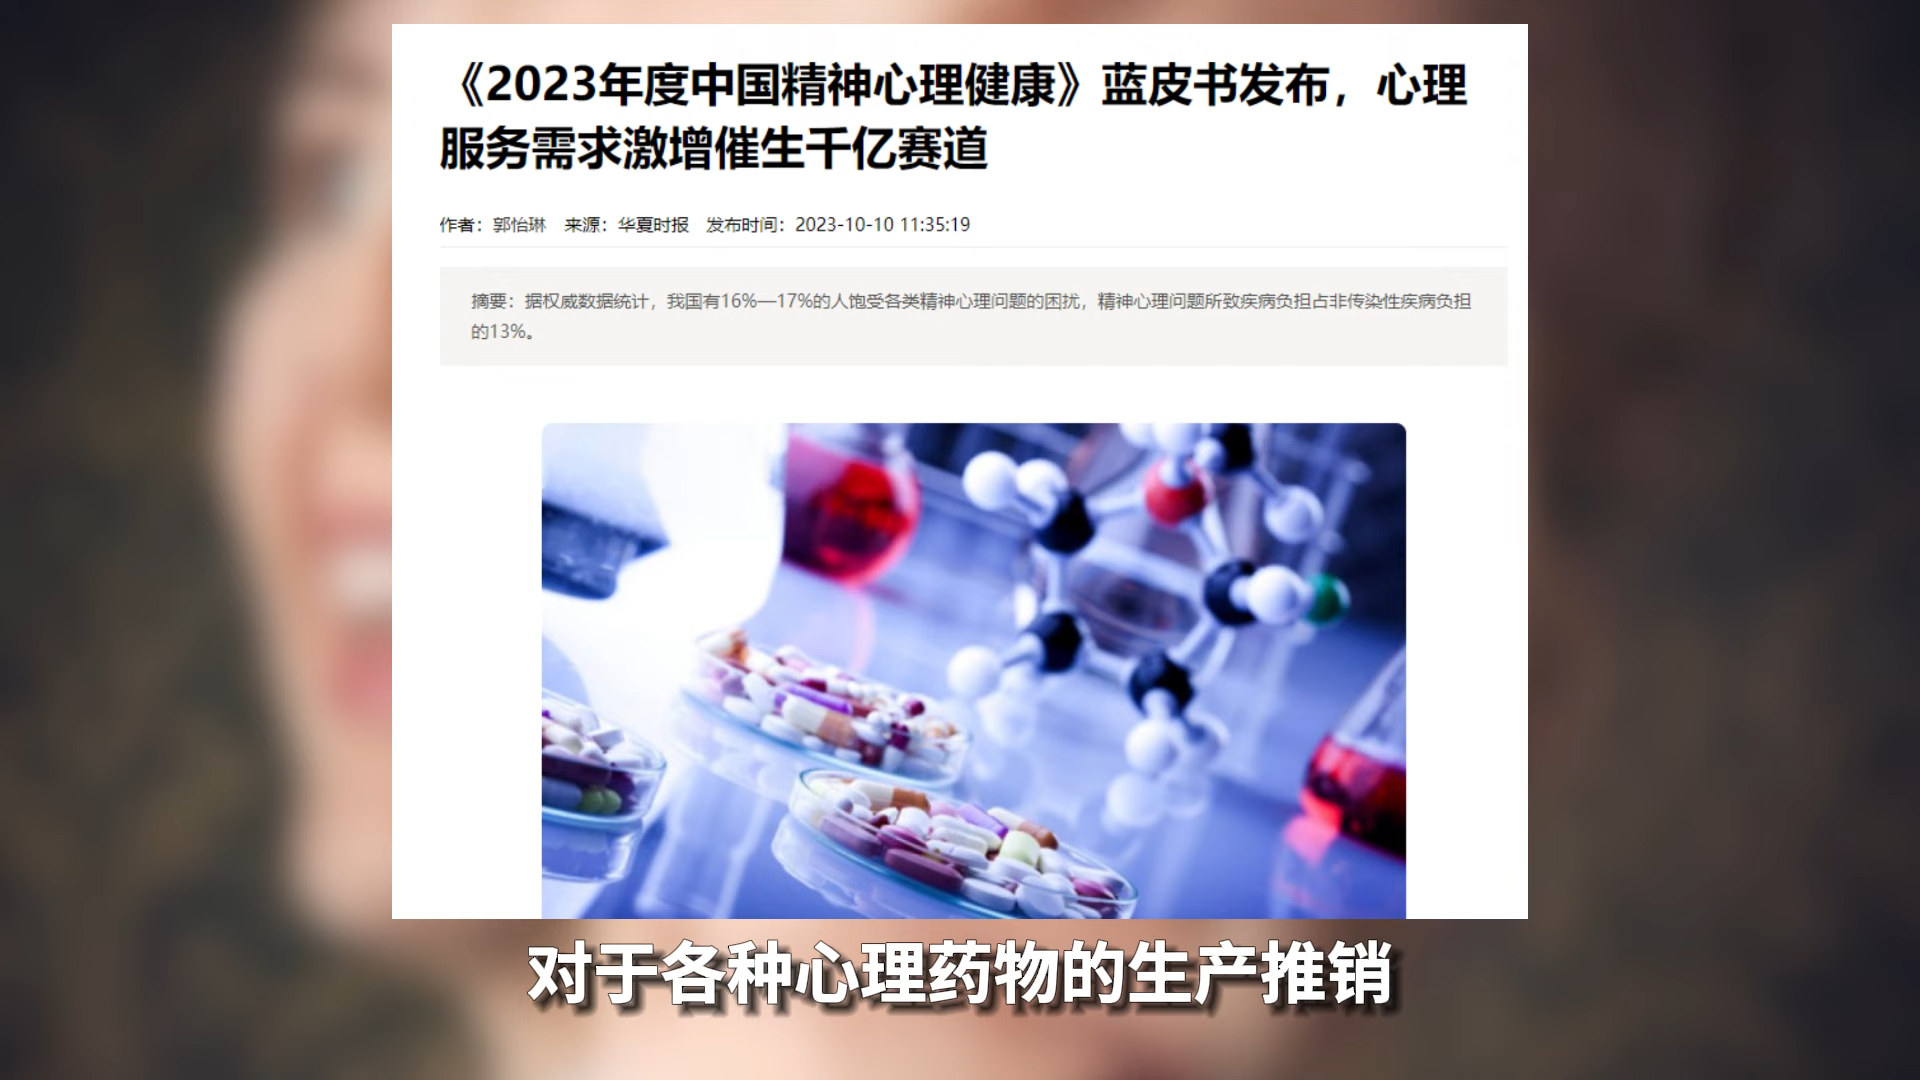 《2023年度中国精神心理健康》蓝皮书发布，心理
服务需求激增催生千亿赛道
作者：郭怡琳 来源：华夏时报 发布时间：2023-10-10 11:35:19
摘要：据权威数据统计，我国有16%—17%的人饱受各类精神心理问题的困扰，精神心理问题所致疾病负担占非传染性疾病负担
的13%。
对于各种心理药物的生产推销